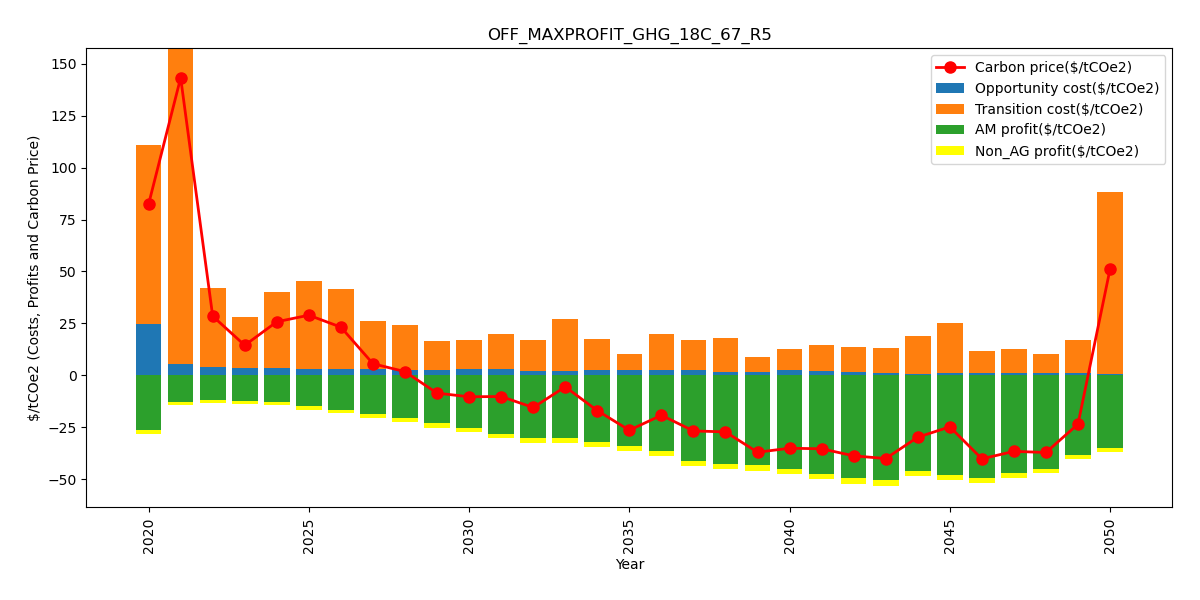 OFF_MAXPROFIT_GHG_18C_67_R5
$/tCOe2 (Costs, Profits and Carbon Price)
150
125
100
75
50
25
0
−25
−50
Carbon price($/tCOe2)
Opportunity cost($/tCOe2)
Transition cost($/tCOe2)
AM profit($/tCOe2)
Non_AG profit($/tCOe2)
2020
2025
2030
2035
2040
2045
2050
Year